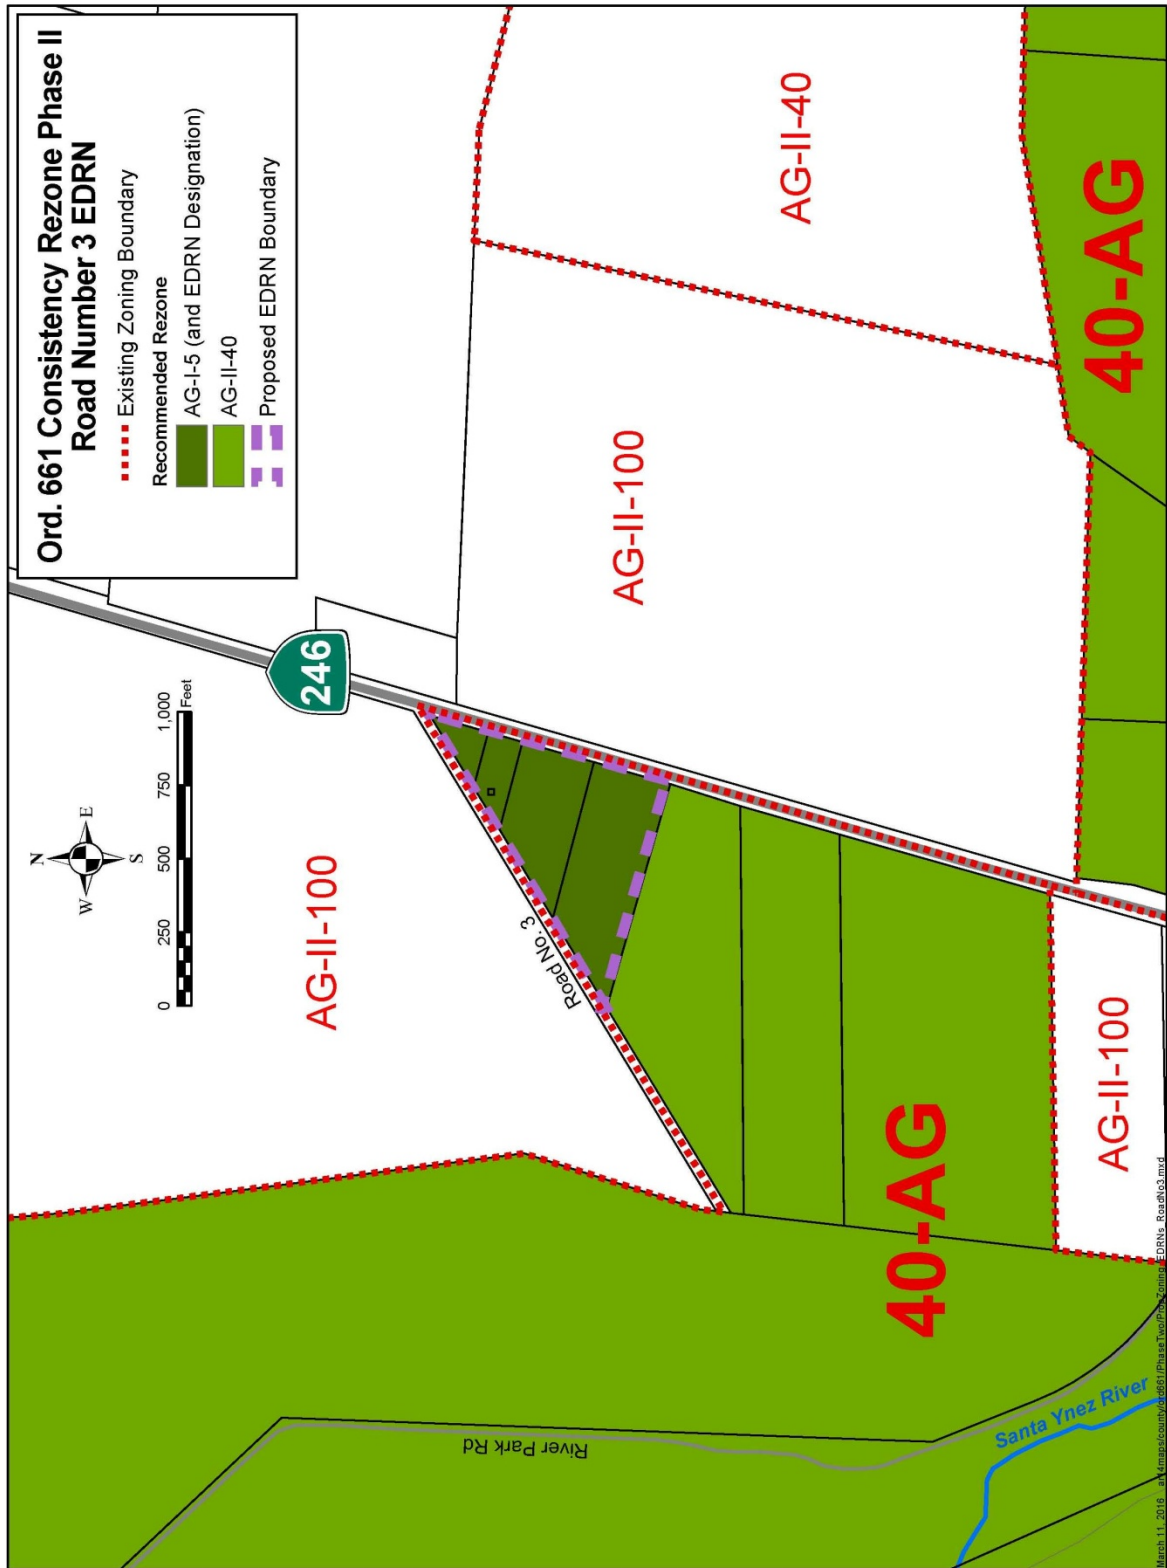 Ord. 661 Consistency Rezone Phase II
Road Number 3 EDRN
Existing Zoning Boundary
Recommended Rezone
AG-I-5 (and EDRN Designation)
AG-II-40
Proposed EDRN Boundary
N
W
E
S
0
250
500
750
1,000
Feet
246
AG-II-100
AG-II-100
AG-II-40
Road No. 3
River Park Rd
40-AG
40-AG
AG-II-100
Santa Ynez River
March 11, 2016